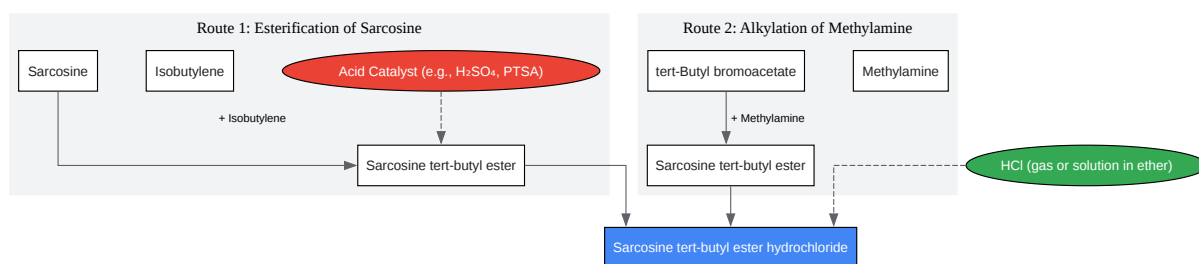 Route 1: Esterification of Sarcosine
Route 2: Alkylation of Methylamine
Sarcosine
Isobutylene
Acid Catalyst (e.g., H₂SO₄, PTSA)
tert-Butyl bromoacetate
Methylamine
+ Isobutylene
+ Methylamine
Sarcosine tert-butyl ester
Sarcosine tert-butyl ester
HCl (gas or solution in ether)
Sarcosine tert-butyl ester hydrochloride